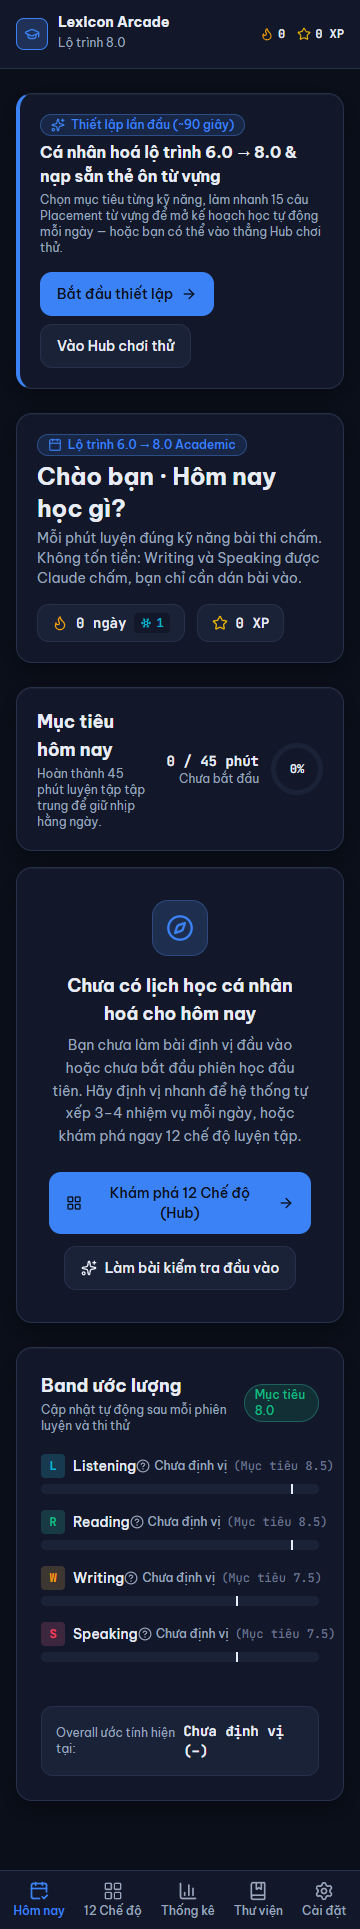 Lexicon Arcade
Lộ trình 8.0
0
0 XP
Thiết lập lần đầu (~90 giây)
Cá nhân hoá lộ trình 6.0 → 8.0 &
nạp sẵn thẻ ôn từ vựng
Chọn mục tiêu từng kỹ năng, làm nhanh 15 câu
Placement từ vựng để mở kế hoạch học tự động
mỗi ngày — hoặc bạn có thể vào thẳng Hub chơi
thử.
Bắt đầu thiết lập →
Vào Hub chơi thử
Lộ trình 6.0 → 8.0 Academic
Chào bạn · Hôm nay
học gì?
Mỗi phút luyện đúng kỹ năng bài thi chấm.
Không tốn tiền: Writing và Speaking được
Claude chấm, bạn chỉ cần dán bài vào.
0 ngày
1
0 XP
Mục tiêu
hôm nay
Hoàn thành 45
phút luyện tập tập
trung để giữ nhịp
hằng ngày.
0 / 45 phút
Chưa bắt đầu
0%
Chưa có lịch học cá nhân
hoá cho hôm nay
Bạn chưa làm bài định vị đầu vào
hoặc chưa bắt đầu phiên học đầu
tiên. Hãy định vị nhanh để hệ thống tự
xếp 3–4 nhiệm vụ mỗi ngày, hoặc
khám phá ngay 12 chế độ luyện tập.
Khám phá 12 Chế độ
(Hub) →
Làm bài kiểm tra đầu vào
Band ước lượng
Cập nhật tự động sau mỗi phiên
luyện và thi thử
Mục tiêu
8.0
L Listening Chưa định vị (Mục tiêu 8.5)
R Reading Chưa định vị (Mục tiêu 8.5)
W Writing Chưa định vị (Mục tiêu 7.5)
S Speaking Chưa định vị (Mục tiêu 7.5)
Overall ước tính hiện
tại:
Chưa định vị
(–)
Hôm nay
12 Chế độ
Thống kê
Thư viện
Cài đặt